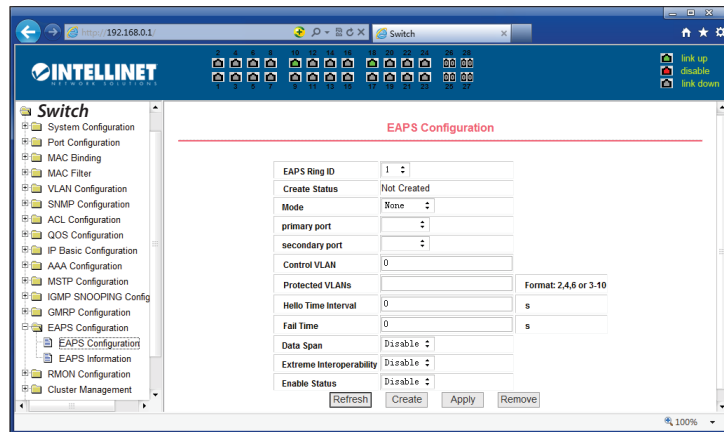 http://192.168.0.1/
Switch
INTELLINET
NETWORK SOLUTIONS
2 4 6 8 10 12 14 16 18 20 22 24 26 28
1 3 5 7 9 11 13 15 17 19 21 23 25 27
link up
disable
link down
Switch
System Configuration
Port Configuration
MAC Binding
MAC Filter
VLAN Configuration
SNMP Configuration
ACL Configuration
QOS Configuration
IP Basic Configuration
AAA Configuration
MSTP Configuration
IGMP SNOOPING Config
GMRP Configuration
EAPS Configuration
EAPS Configuration
EAPS Information
RMON Configuration
Cluster Management
EAPS Configuration
EAPS Ring ID 1
Create Status Not Created
Mode None
primary port
secondary port
Control VLAN 0
Protected VLANs Format: 2,4,6 or 3-10
Hello Time Interval 0 s
Fail Time 0 s
Data Span Disable
Extreme Interoperability Disable
Enable Status Disable
Refresh Create Apply Remove
100%